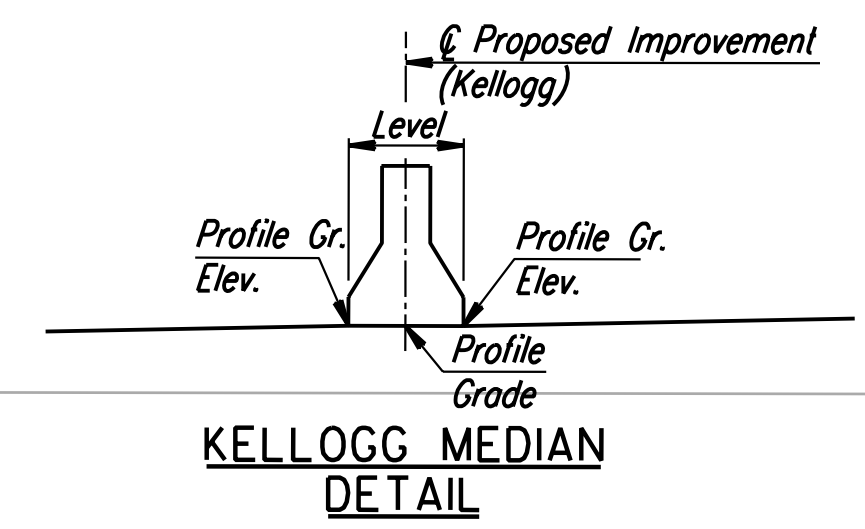 ℄ Proposed Improvement
(Kellogg)
Level
Profile Gr.
Elev.
Profile Gr.
Elev.
Profile
Grade
KELLOGG MEDIAN
DETAIL